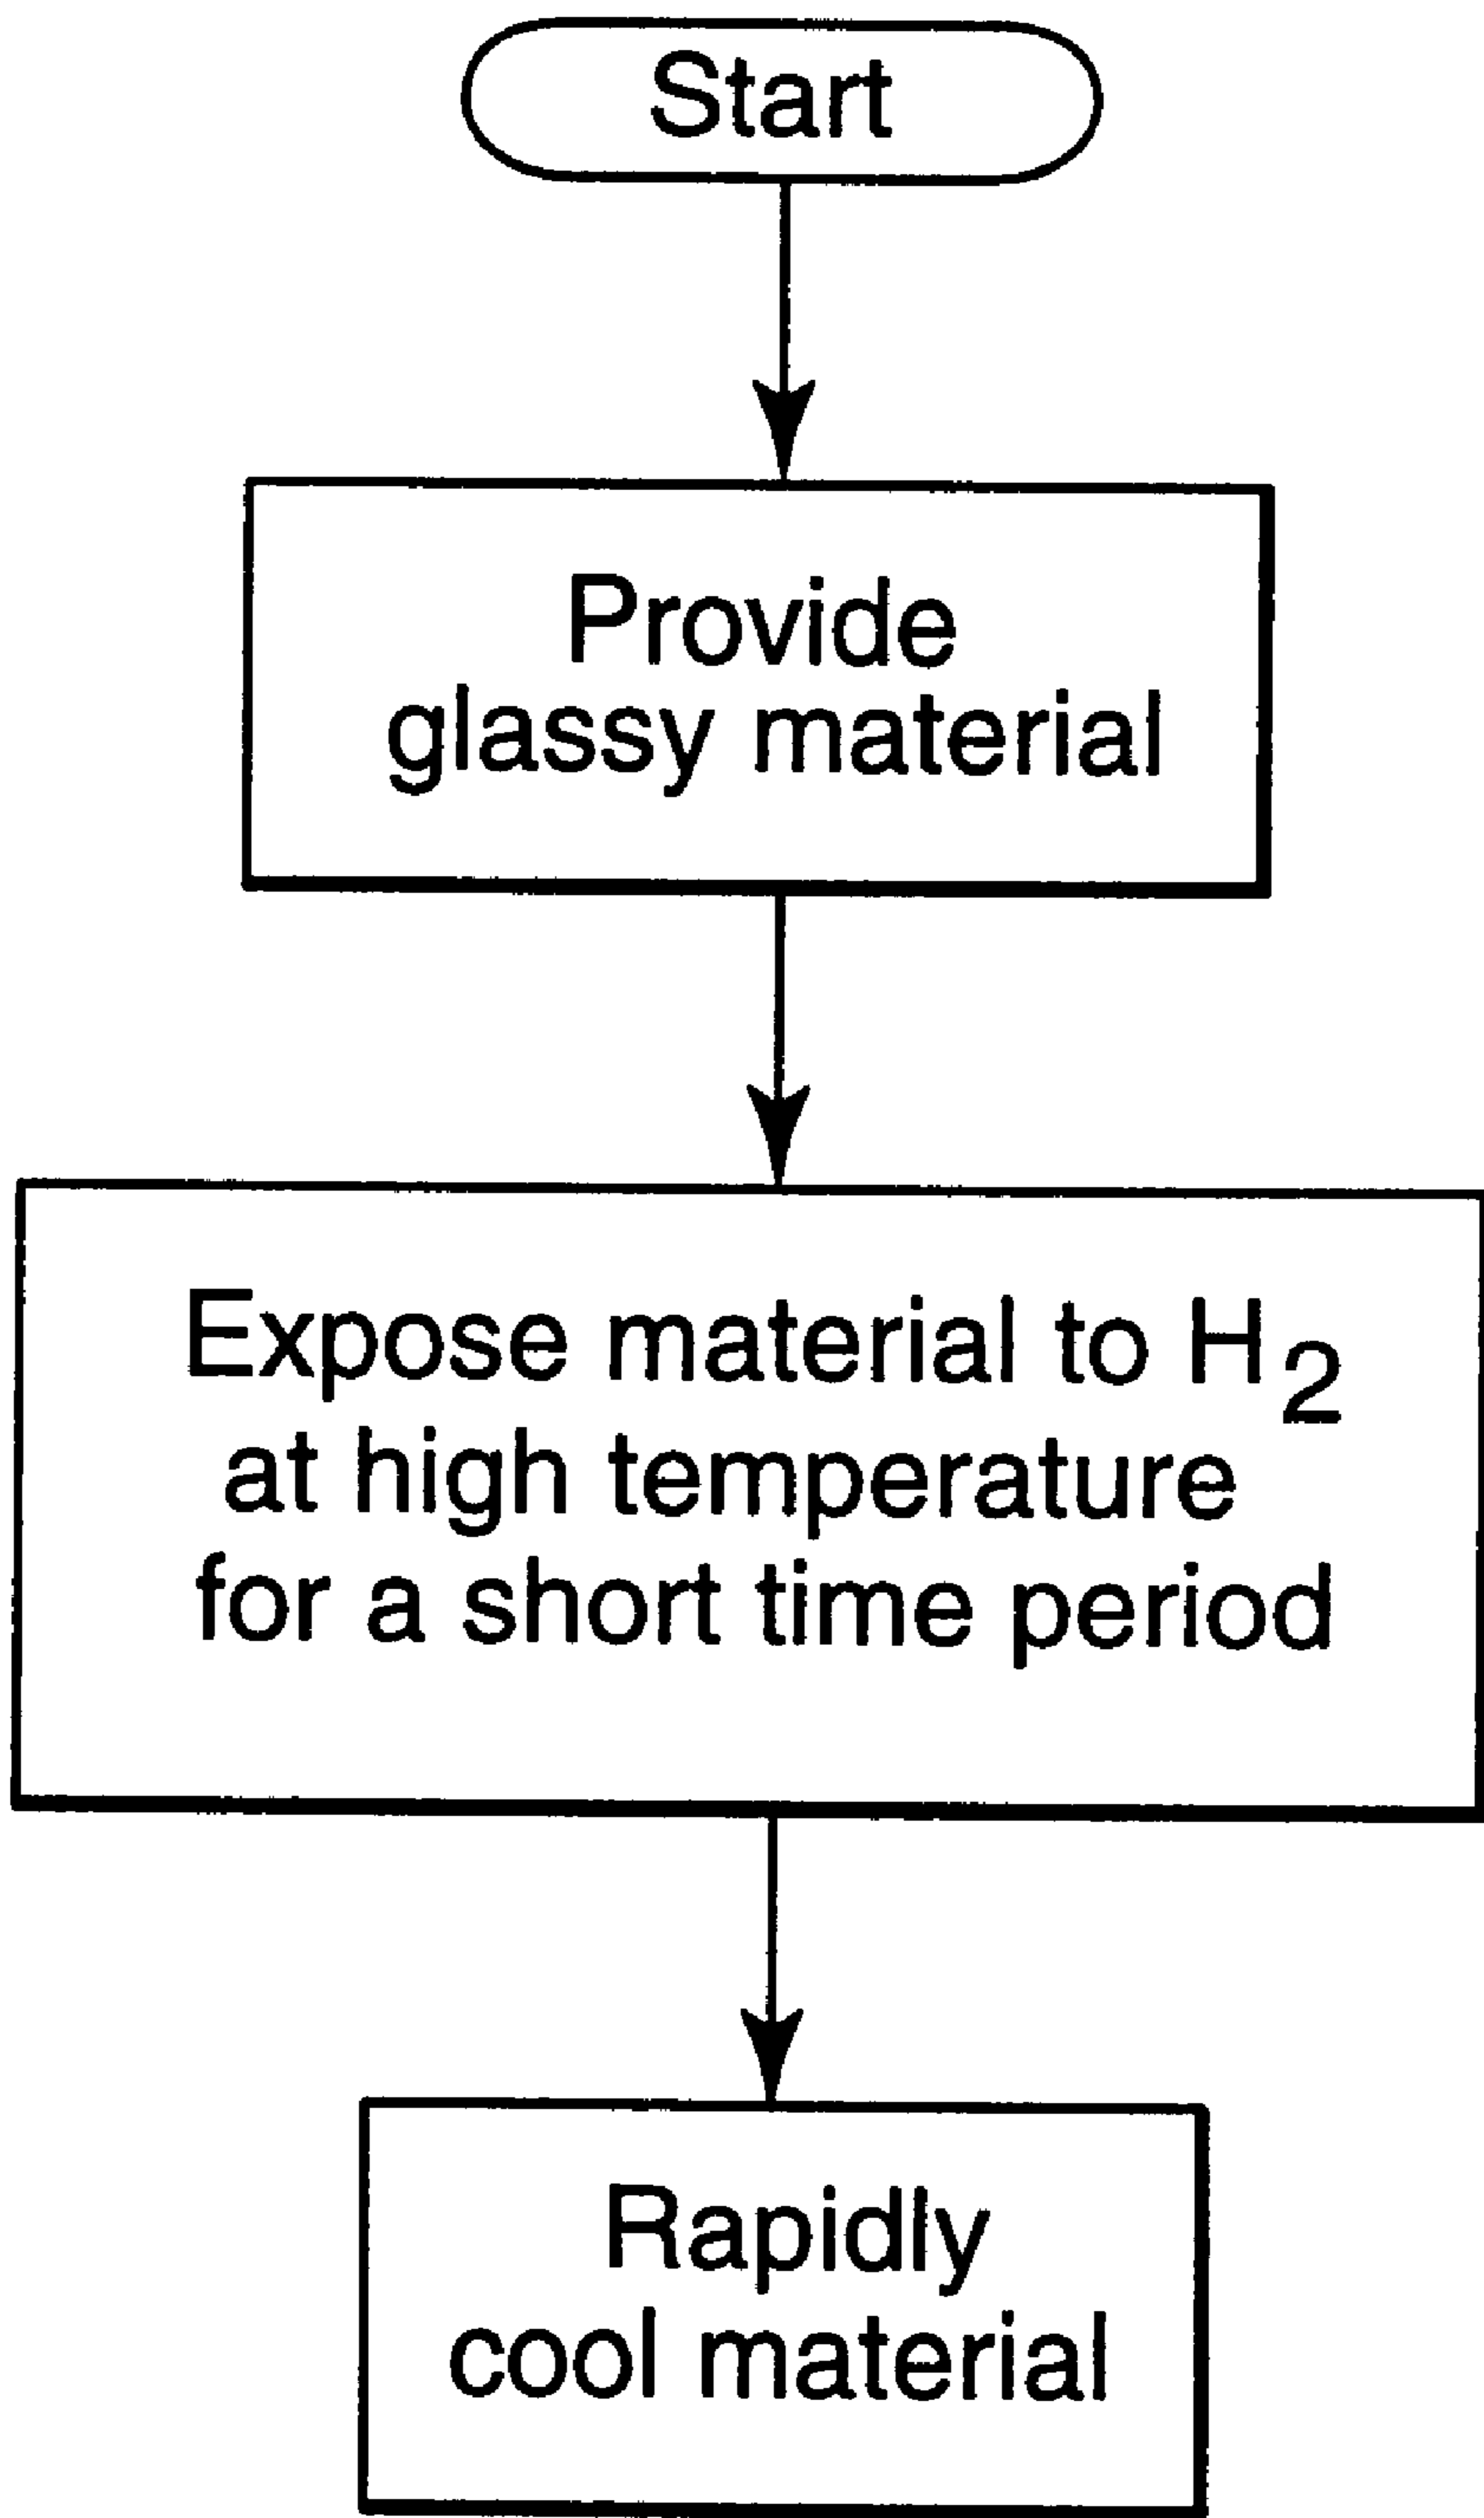 Start
Provide
glassy material
Expose material to H2
at high temperature
for a short time period
Rapidly
cool material